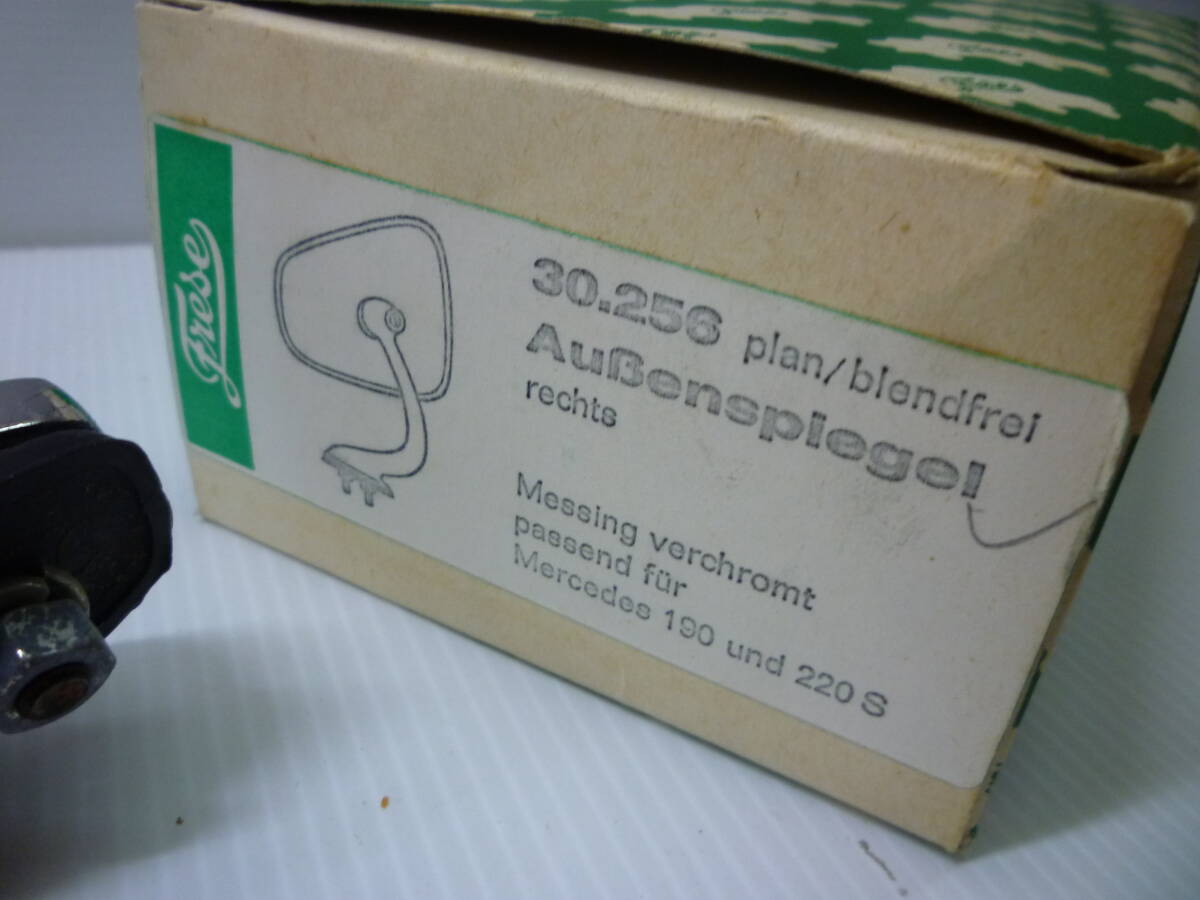 Frese
30.256 plan/blendfrei
Außenspiegel
rechts
Messing verchromt
passend für
Mercedes 190 und 220 S